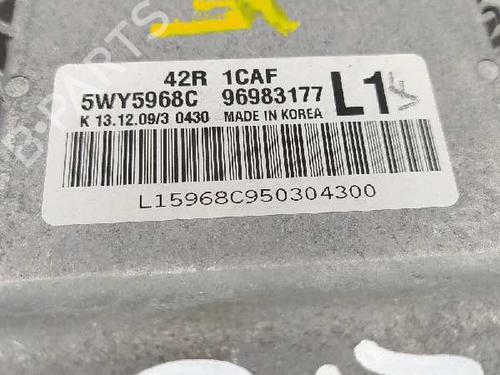 B-PARTS
42R 1CAF
5WY5968C 96983177 L1
K 13.12.09/3 0430 MADE IN KOREA
L15968C950304300